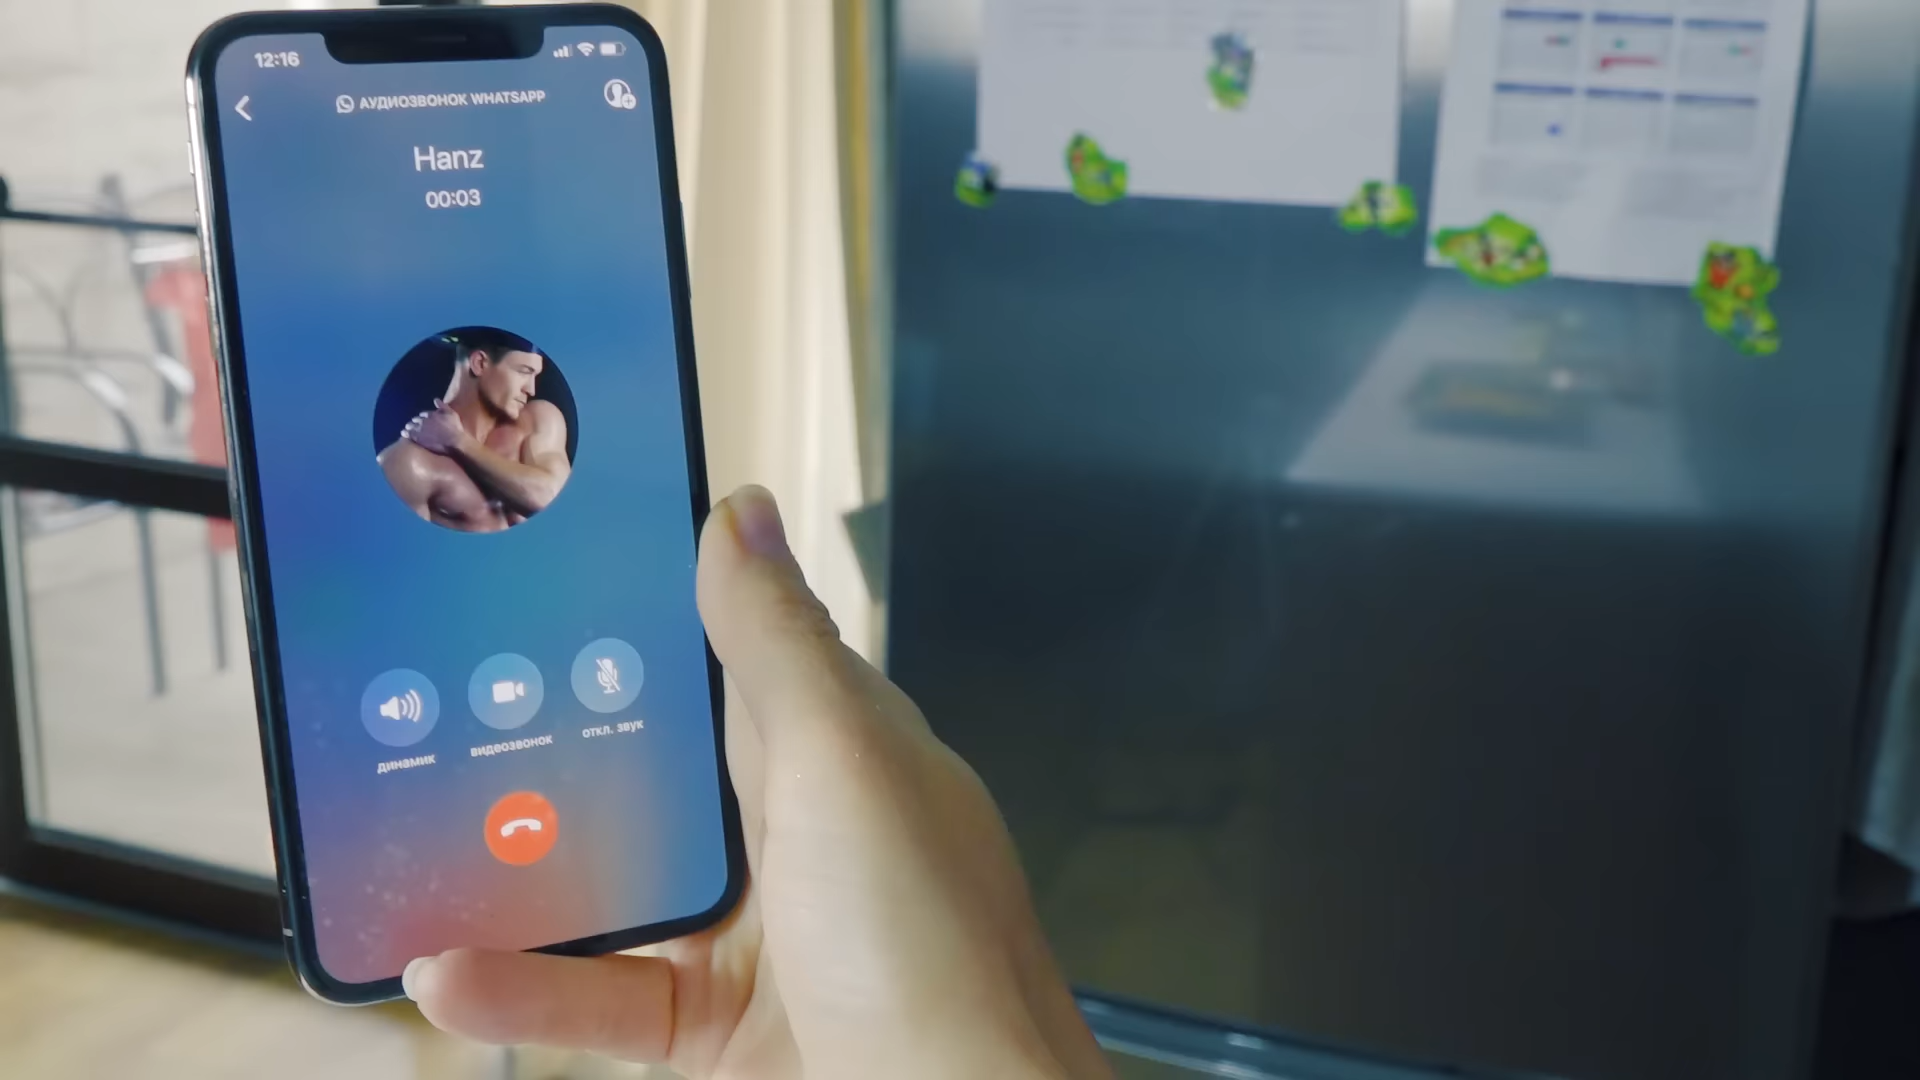 12:16
АУДИОЗВОНОК WHATSAPP
Hanz
00:03
динамик видеозвонок откл. звук